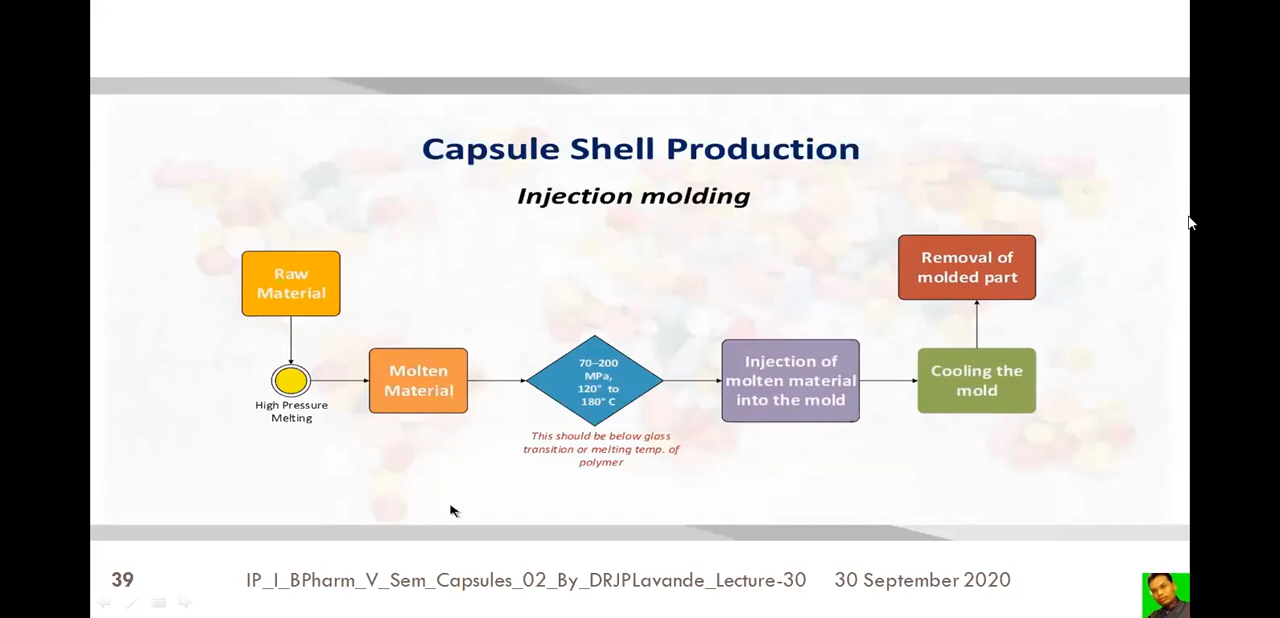 Capsule Shell Production
Injection molding
Raw
Material
High Pressure
Melting
Molten
Material
70–200
MPa,
120° to
180° C
This should be below glass
transition or melting temp. of
polymer
Injection of
molten material
into the mold
Cooling the
mold
Removal of
molded part
39 IP_I_BPharm_V_Sem_Capsules_02_By_DRJPLavande_Lecture-30 30 September 2020